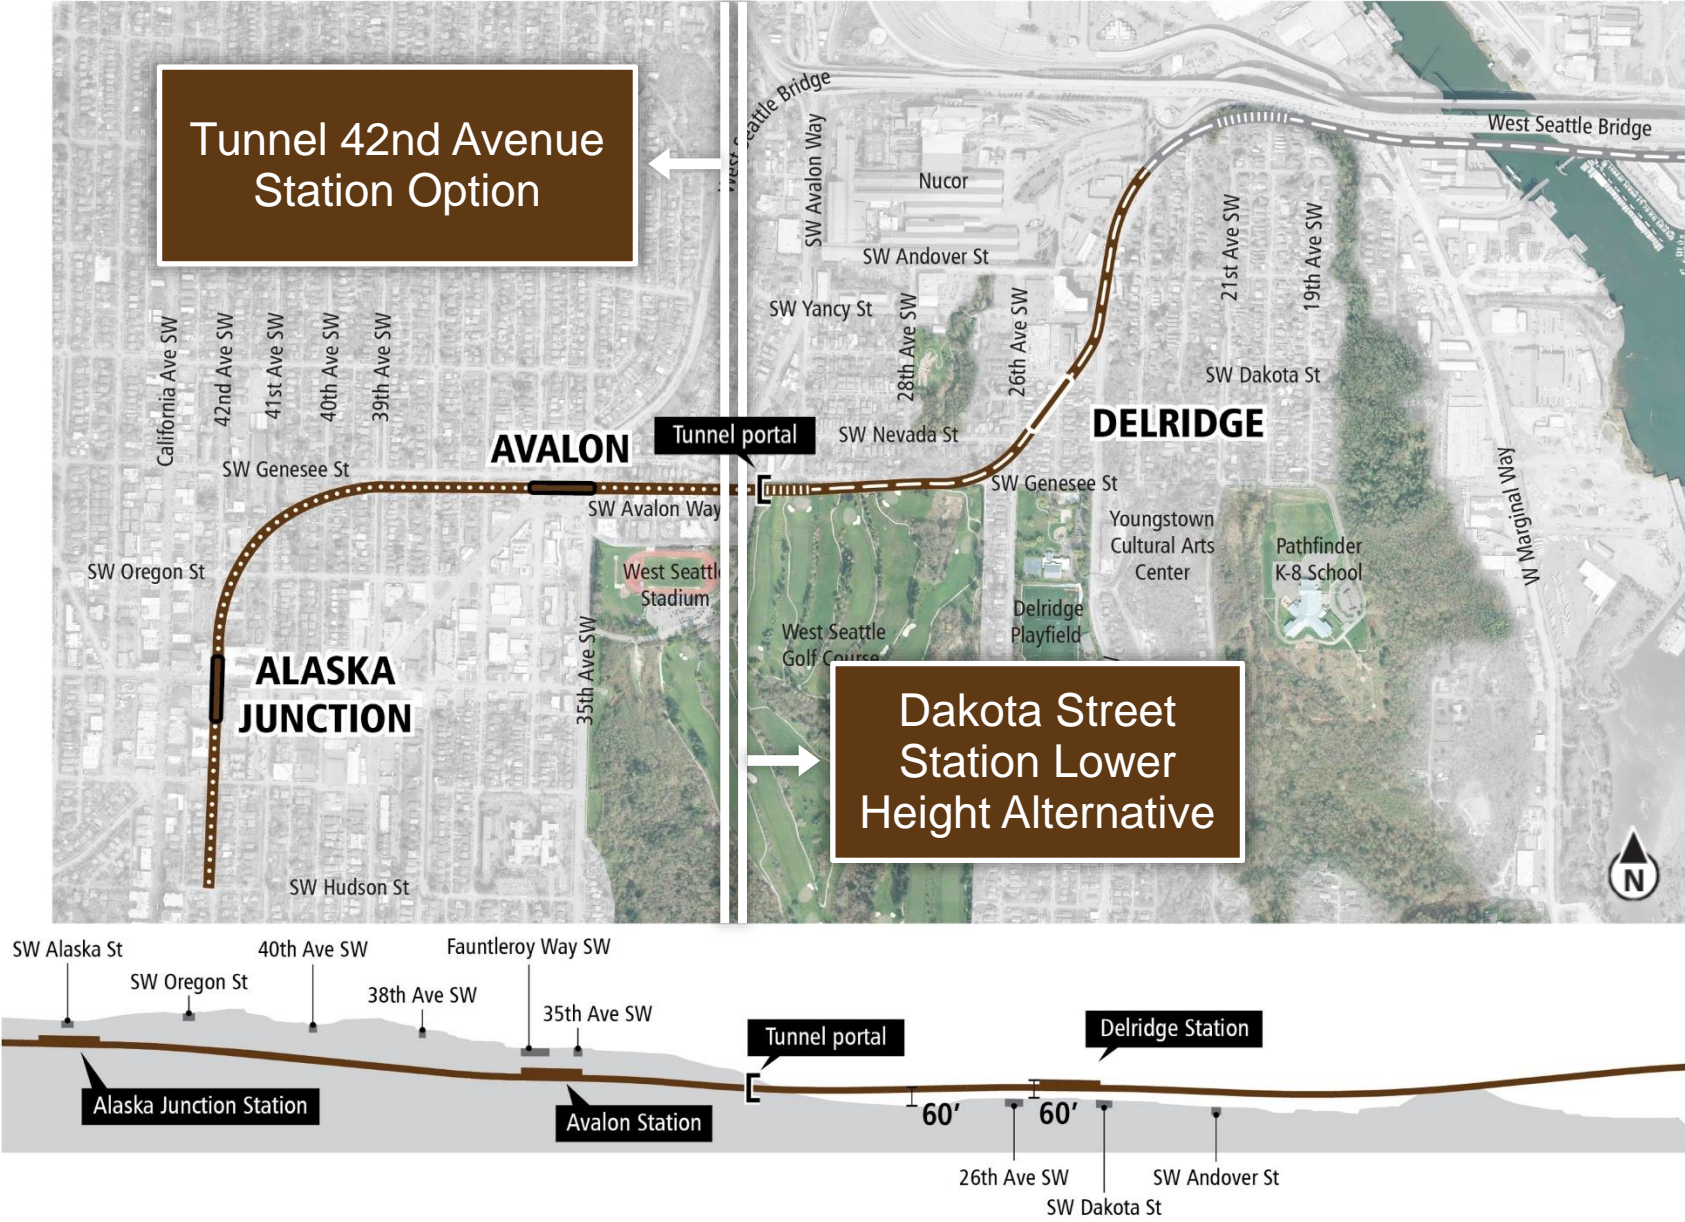 Tunnel 42nd Avenue
Station Option
West Seattle Bridge
SW Avalon Way
Nucor
West Seattle Bridge
SW Andover St
21st Ave SW
19th Ave SW
SW Yancy St
28th Ave SW
26th Ave SW
California Ave SW
42nd Ave SW
41st Ave SW
40th Ave SW
39th Ave SW
SW Dakota St
DELRIDGE
AVALON
Tunnel portal
SW Nevada St
SW Genesee St
SW Genesee St
SW Avalon Way
W Marginal Way
Youngstown
Cultural Arts
Center
Pathfinder
K-8 School
SW Oregon St
West Seattle
Stadium
Delridge
Playfield
West Seattle
Golf Course
35th Ave SW
ALASKA
JUNCTION
Dakota Street
Station Lower
Height Alternative
SW Hudson St
N
SW Alaska St
SW Oregon St
40th Ave SW
38th Ave SW
Fauntleroy Way SW
35th Ave SW
Tunnel portal
Delridge Station
Alaska Junction Station
Avalon Station
60’
60’
26th Ave SW
SW Dakota St
SW Andover St